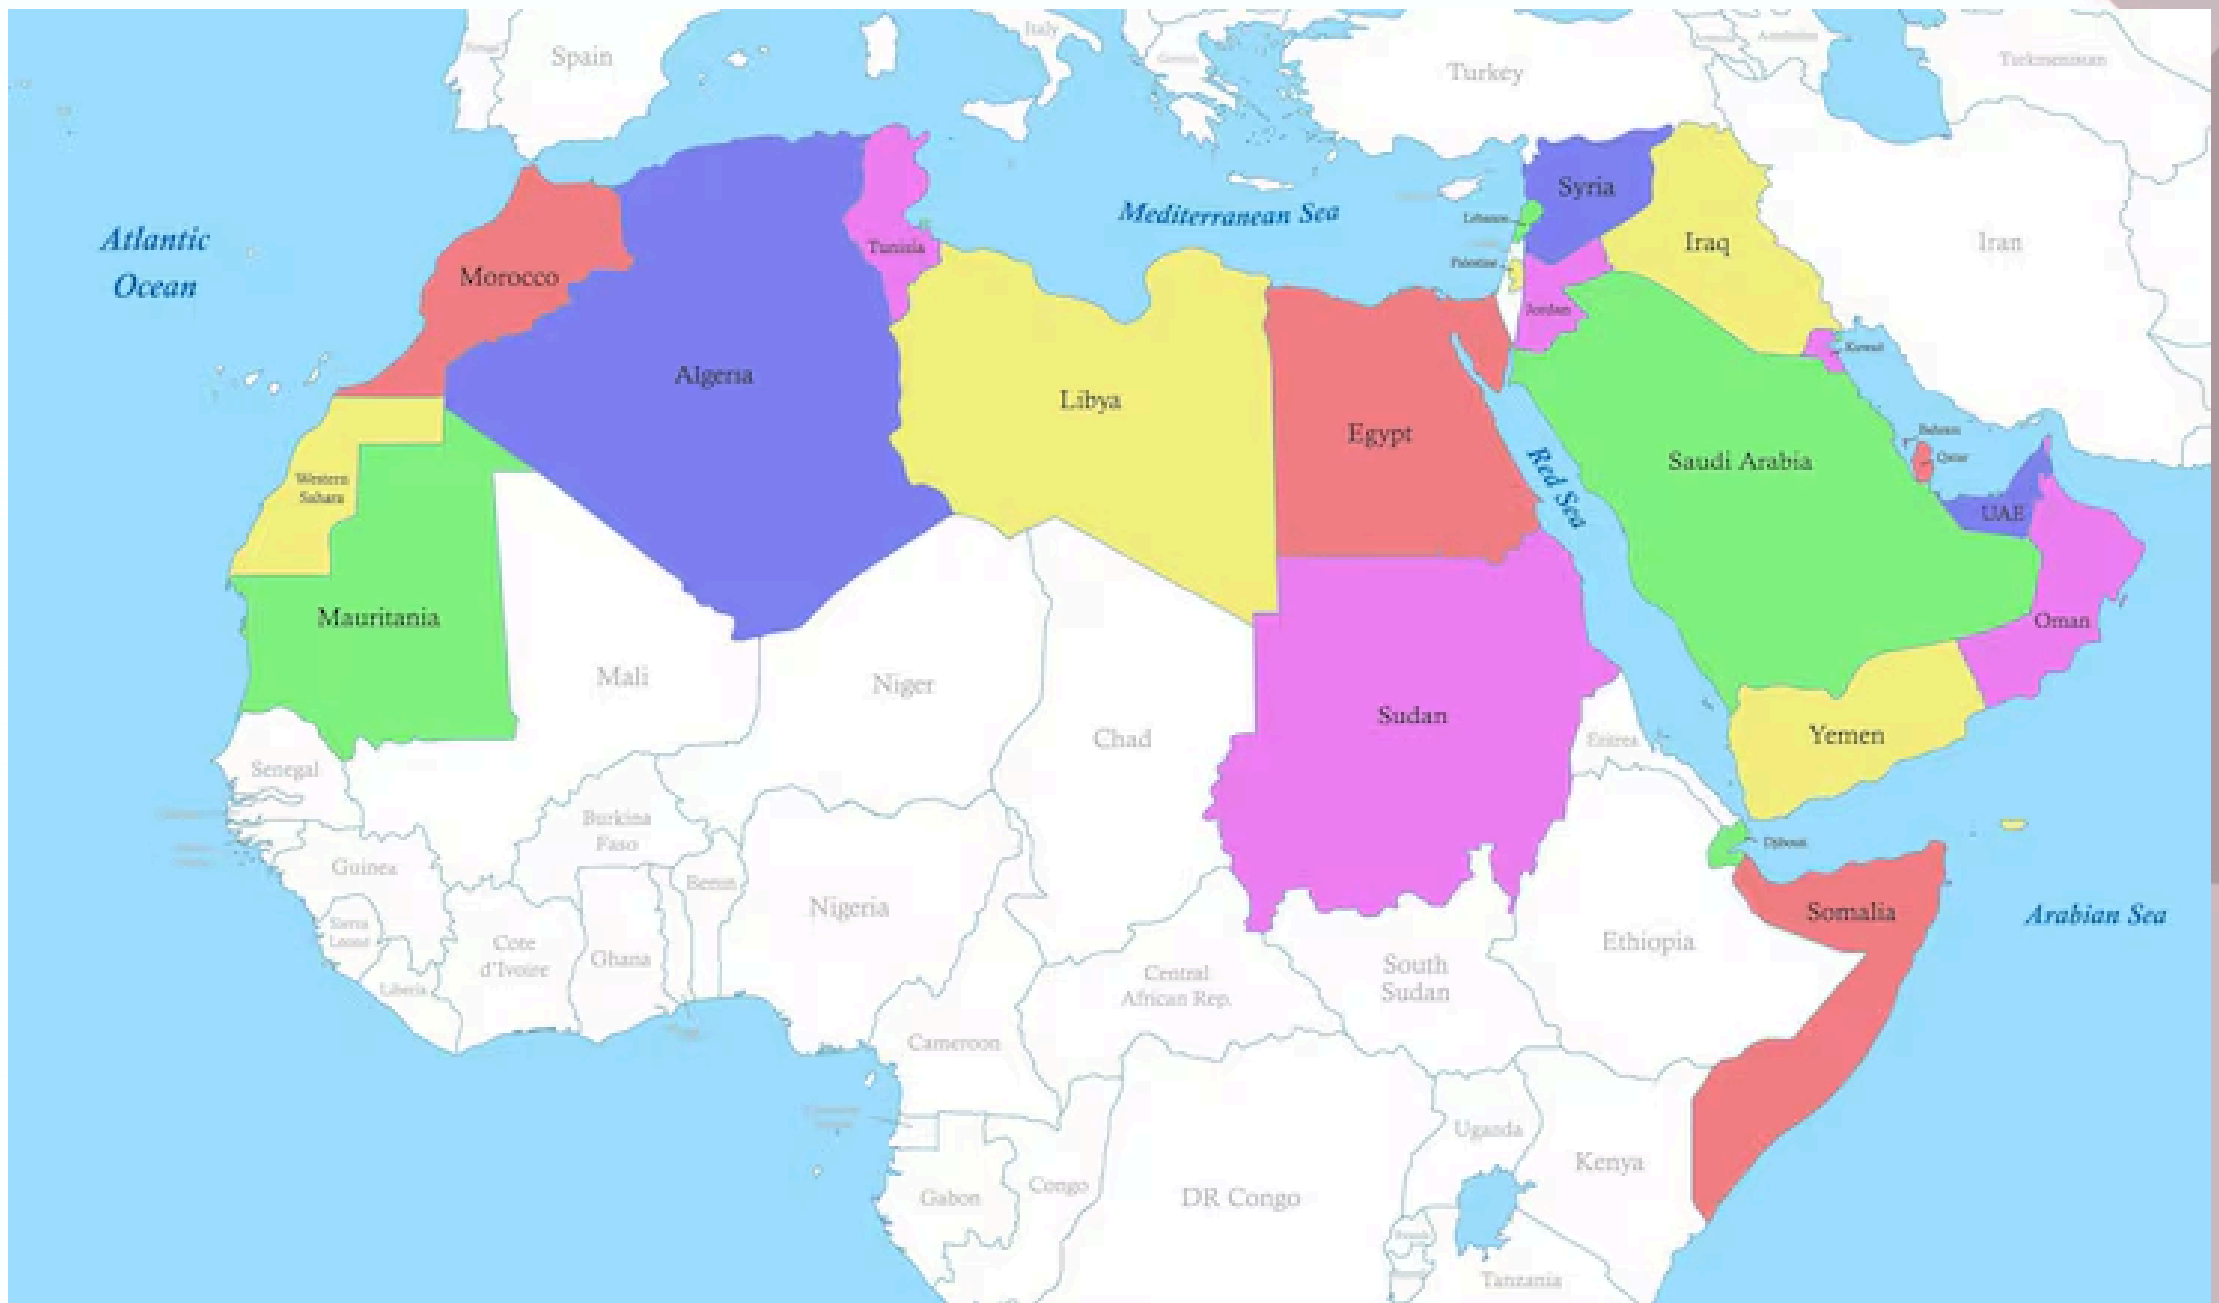 Italy
Spain
Turkey
Turkmenistan
Syria
Atlantic
Ocean
Mediterranean Sea
Lebanon
Tunisia
Iraq
Iran
Palestine
Morocco
Jordan
Kuwait
Algeria
Libya
Egypt
Bahrain
Qatar
Red Sea
Saudi Arabia
Western
Sahara
UAE
Mauritania
Oman
Mali
Niger
Sudan
Chad
Eritrea
Yemen
Senegal
Burkina
Faso
Djibouti
Guinea
Benin
Nigeria
Somalia
Arabian Sea
Sierra
Leone
Cote
d'Ivoire
Ghana
Ethiopia
Central
African Rep.
South
Sudan
Liberia
Cameroon
Uganda
Kenya
Gabon
Congo
DR Congo
Tanzania